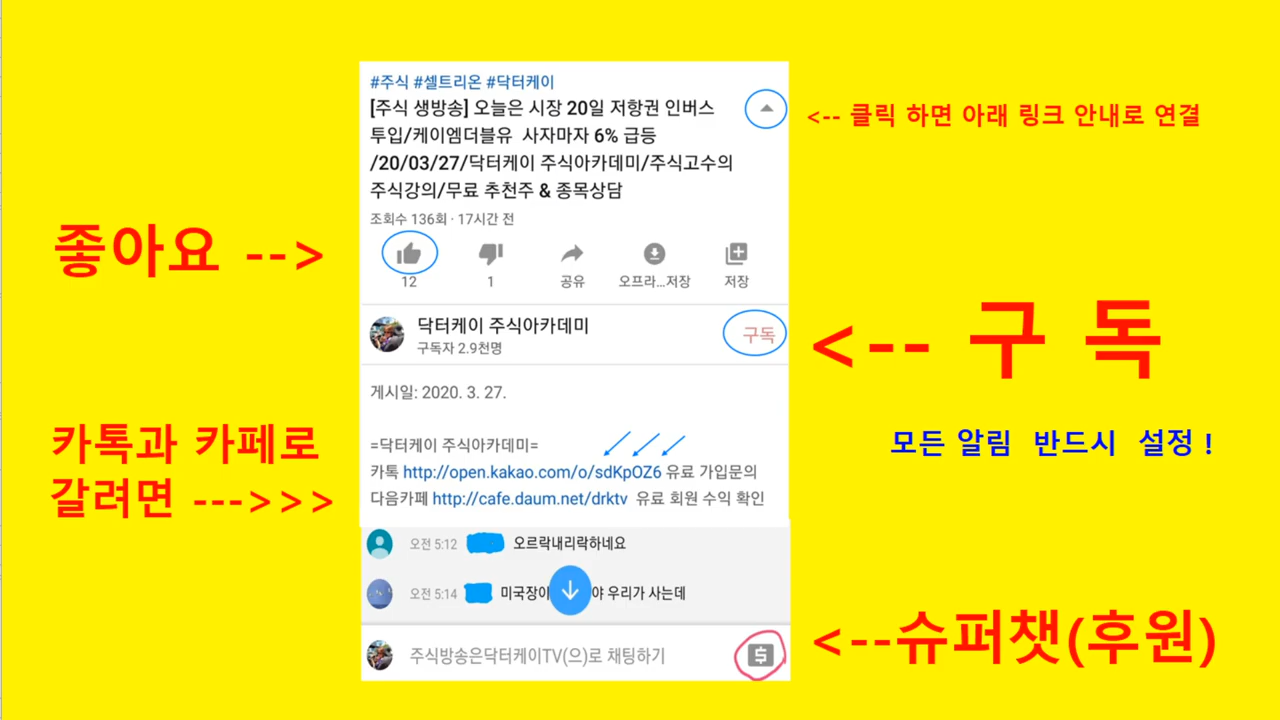 #주식 #셀트리온 #닥터케이
[주식 생방송] 오늘은 시장 20일 저항권 인버스
투입/케이엠더블유 사자마자 6% 급등
/20/03/27/닥터케이 주식아카데미/주식고수의
주식강의/무료 추천주 & 종목상담
<-- 클릭 하면 아래 링크 안내로 연결
조회수 136회 · 17시간 전
좋아요 -->
12
1
공유
오프라...저장
저장
닥터케이 주식아카데미
구독자 2.9천명
구독
<-- 구 독
게시일: 2020. 3. 27.
모든 알림 반드시 설정 !
카톡과 카페로
갈려면 --->>>
=닥터케이 주식아카데미=
카톡 http://open.kakao.com/o/sdKpOZ6 유료 가입문의
다음카페 http://cafe.daum.net/drktv 유료 회원 수익 확인
오전 5:12 오르락내리락하네요
오전 5:14 미국장이 야 우리가 사는데
주식방송은닥터케이TV(으)로 채팅하기
$
<--슈퍼챗(후원)